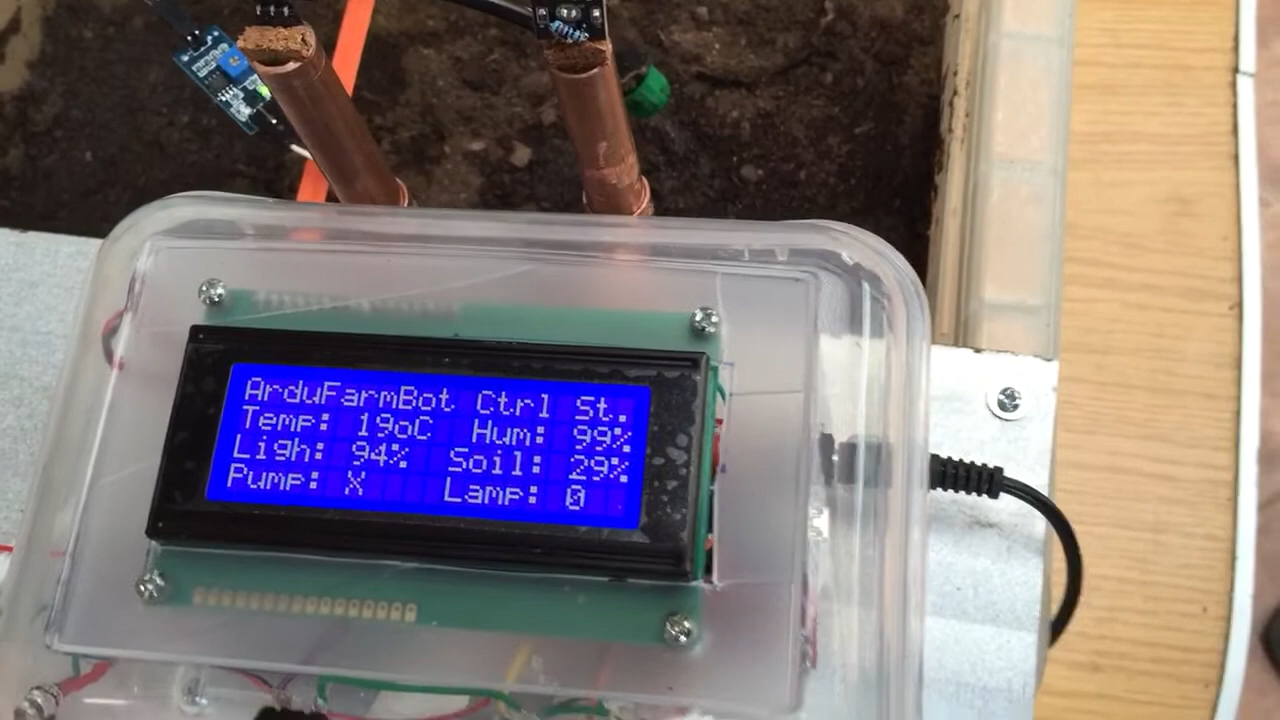 ArduFarmBot Ctrl St.
Temp: 19oC Hum: 99%
Ligh: 94% Soil: 29%
Pump: X Lamp: 0